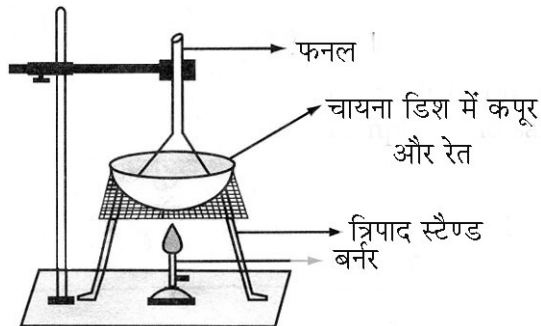 फनल
चायना डिश में कपूर
और रेत
त्रिपाद स्टैण्ड
बर्नर